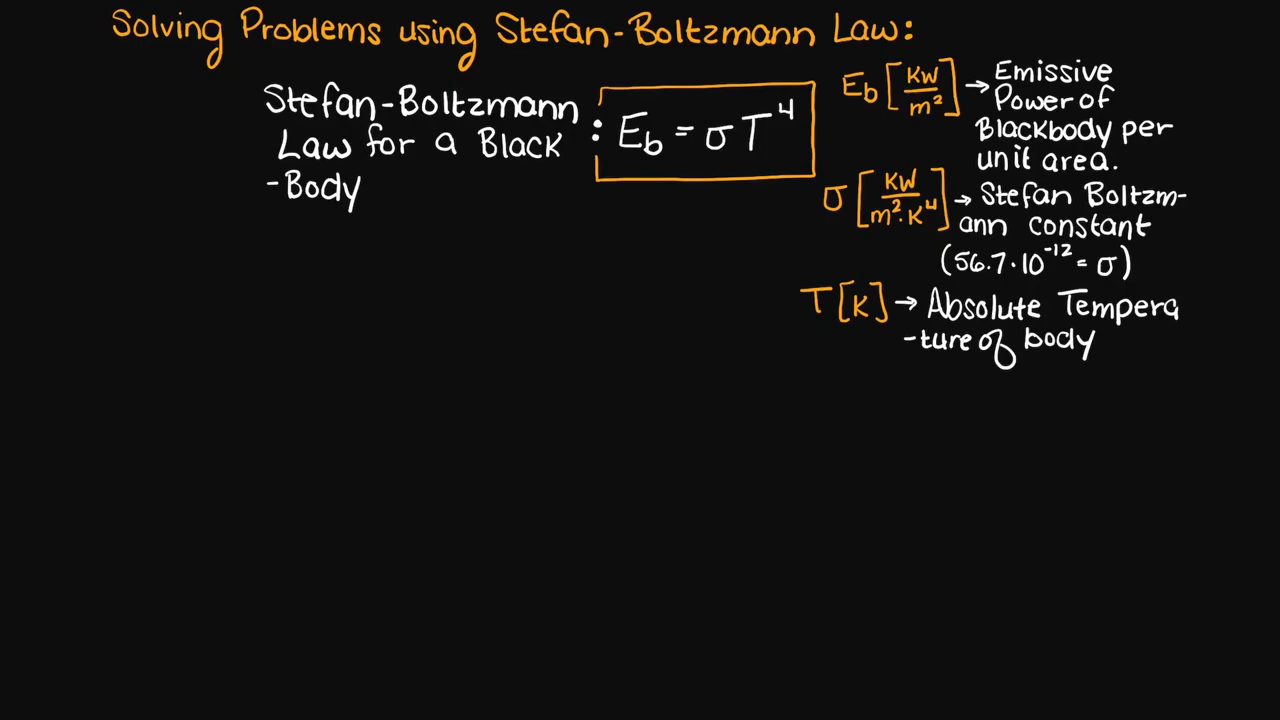 Solving Problems using Stefan-Boltzmann Law:
Stefan-Boltzmann
Law for a Black
-Body
: E_b = σT⁴
E_b [KW/m²] → Emissive
Power of
Blackbody per
unit area.
σ [KW/m²·K⁴] → Stefan Boltzm-
ann constant
(56.7·10⁻¹² = σ)
T[K] → Absolute Tempera
-ture of body